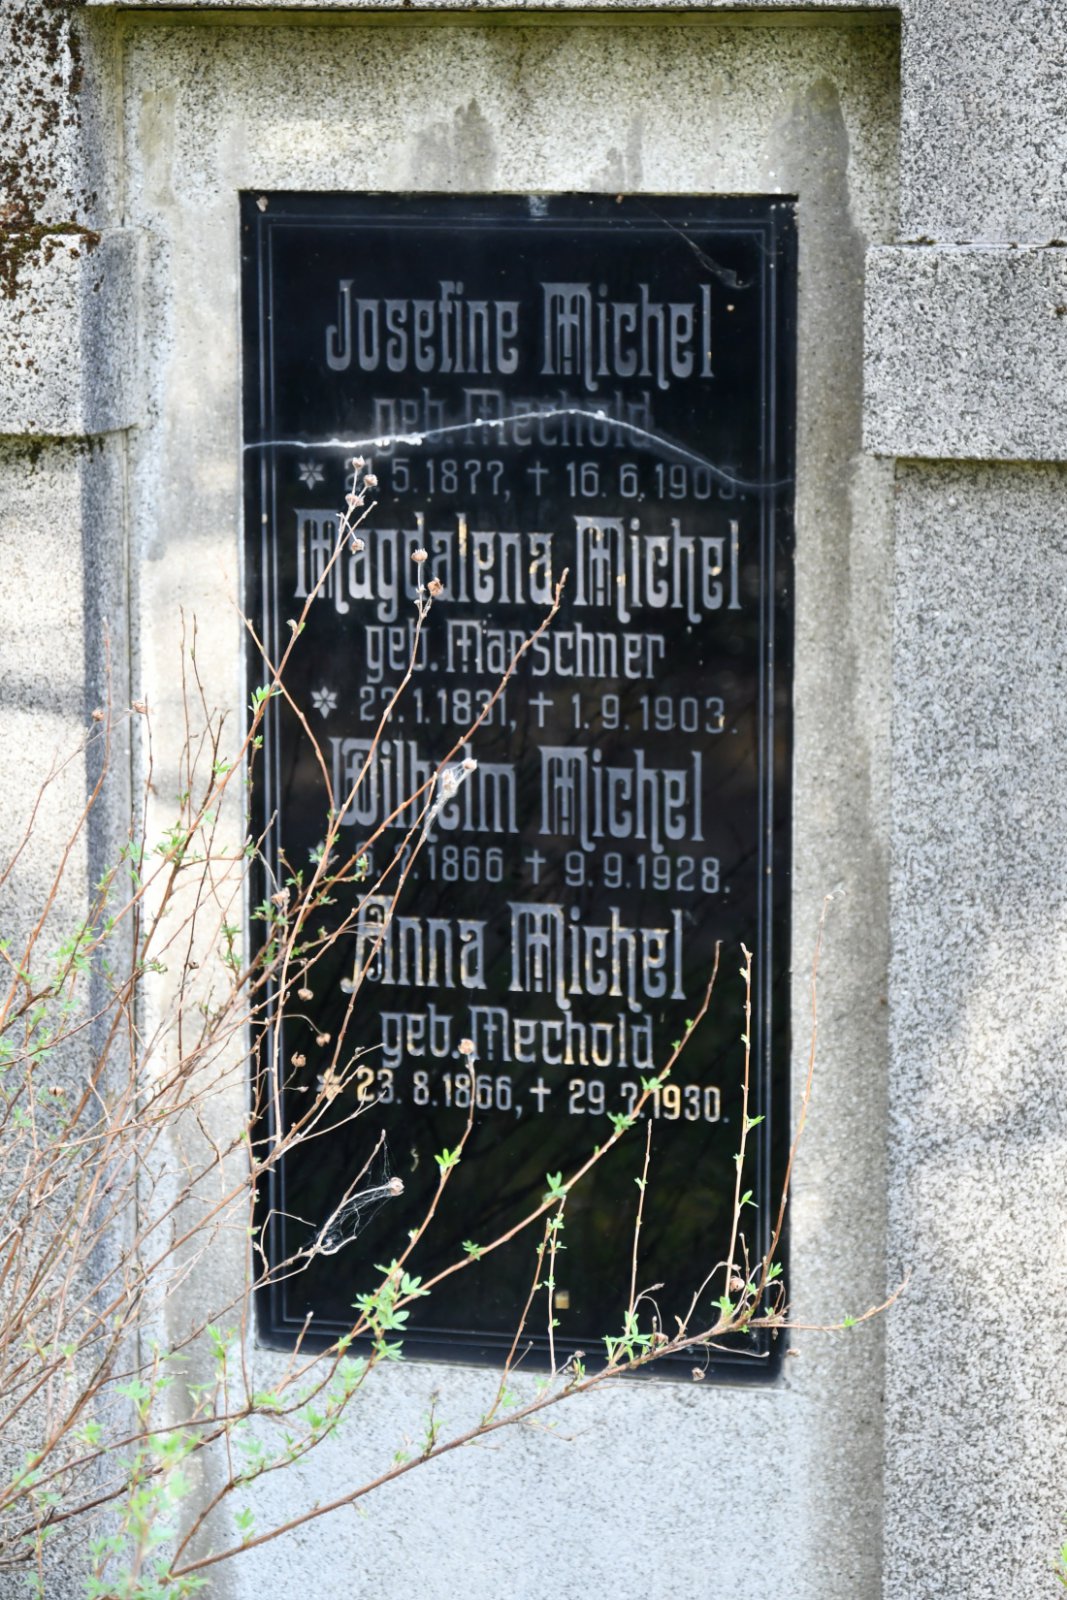 Josefine Michel
geb. Mechold
* 21.5.1877, † 16.6.1903.
Magdalena Michel
geb. Marschner
* 22.1.1831, † 1.9.1903.
Wilhelm Michel
1866 † 9.9.1928.
Anna Michel
geb. Mechold
* 23.8.1866, † 29. 1930.